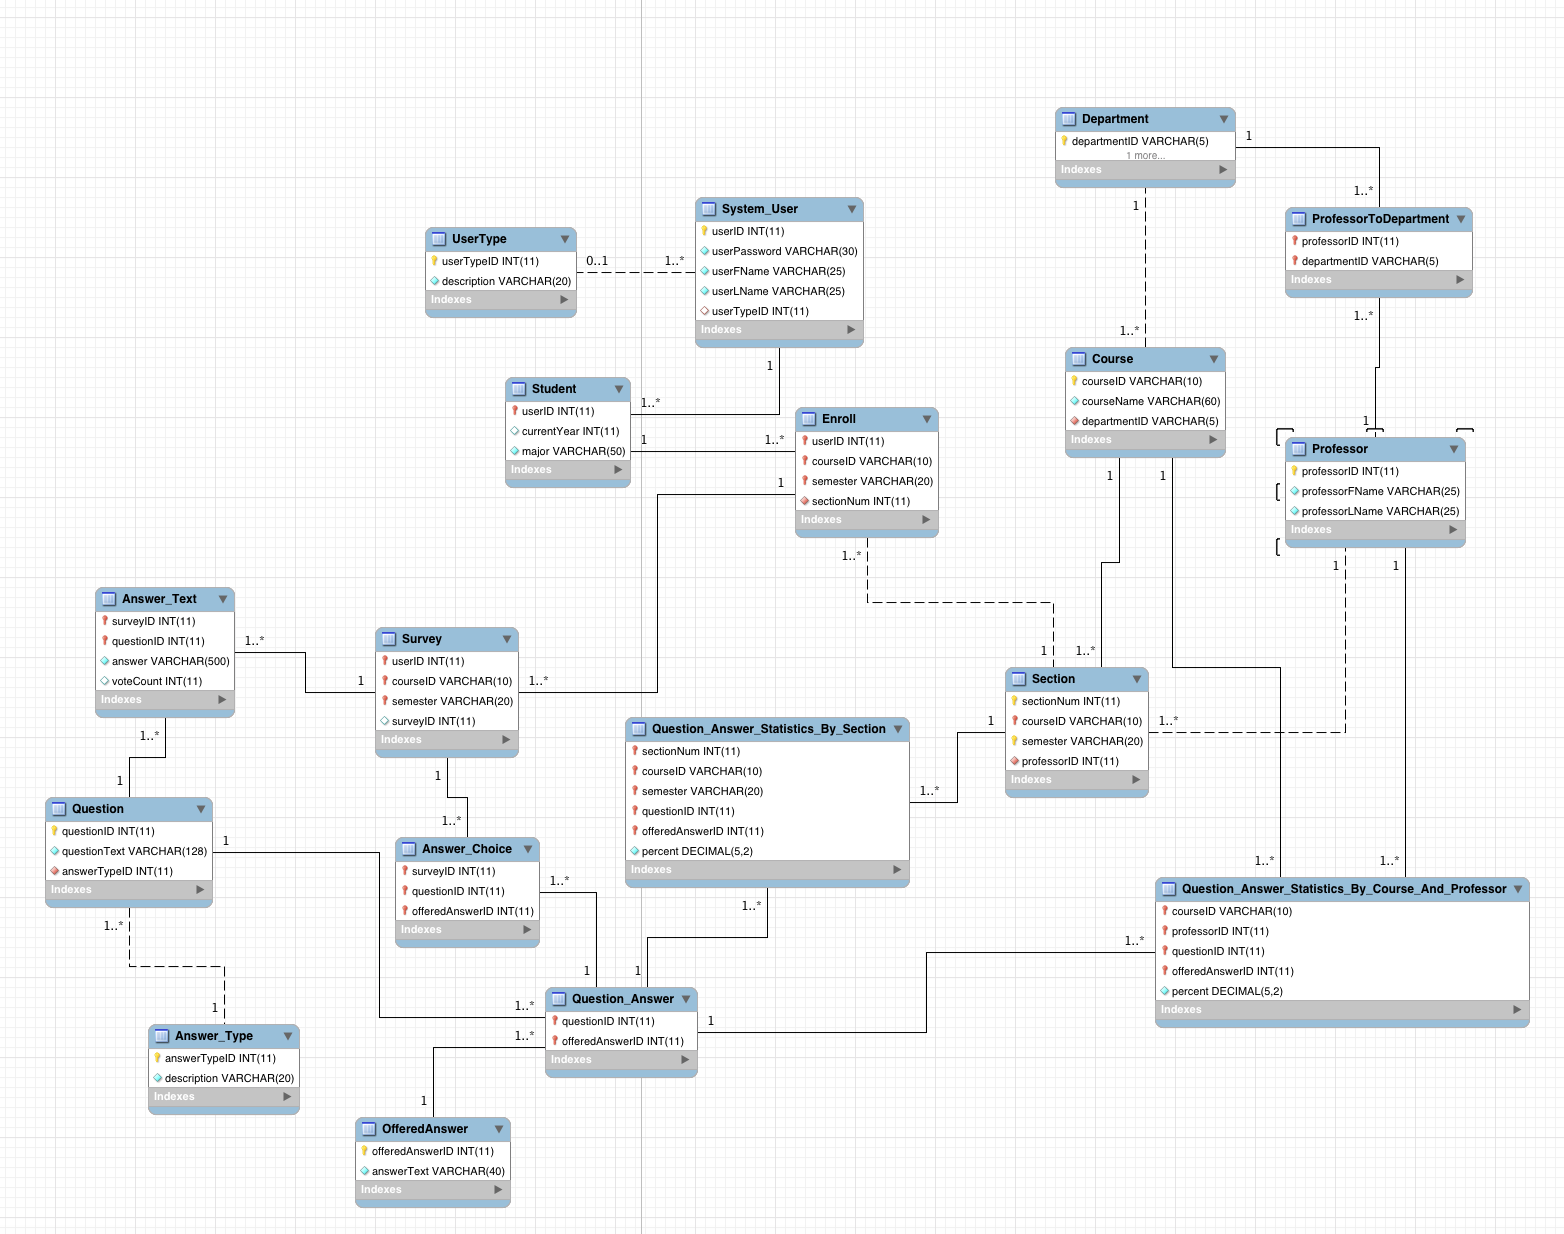 Department
departmentID VARCHAR(5)
1 more...
Indexes
1
1..*
1
1..*
ProfessorToDepartment
professorID INT(11)
departmentID VARCHAR(5)
Indexes
1..*
1
System_User
userID INT(11)
userPassword VARCHAR(30)
userFName VARCHAR(25)
userLName VARCHAR(25)
userTypeID INT(11)
Indexes
1
UserType
userTypeID INT(11)
description VARCHAR(20)
Indexes
0..1
1..*
Student
userID INT(11)
currentYear INT(11)
major VARCHAR(50)
Indexes
1..*
1
1..*
Enroll
userID INT(11)
courseID VARCHAR(10)
semester VARCHAR(20)
sectionNum INT(11)
Indexes
1
1..*
Course
courseID VARCHAR(10)
courseName VARCHAR(60)
departmentID VARCHAR(5)
Indexes
1
1
Professor
professorID INT(11)
professorFName VARCHAR(25)
professorLName VARCHAR(25)
Indexes
1
1
Answer_Text
surveyID INT(11)
questionID INT(11)
answer VARCHAR(500)
voteCount INT(11)
Indexes
1..*
1
1..*
1
Survey
userID INT(11)
courseID VARCHAR(10)
semester VARCHAR(20)
surveyID INT(11)
Indexes
1..*
1
1..*
Section
sectionNum INT(11)
courseID VARCHAR(10)
semester VARCHAR(20)
professorID INT(11)
Indexes
1
1..*
1..*
1
Question_Answer_Statistics_By_Section
sectionNum INT(11)
courseID VARCHAR(10)
semester VARCHAR(20)
questionID INT(11)
offeredAnswerID INT(11)
percent DECIMAL(5,2)
Indexes
1..*
1..*
1
Question
questionID INT(11)
questionText VARCHAR(128)
answerTypeID INT(11)
Indexes
1
1..*
1
Answer_Choice
surveyID INT(11)
questionID INT(11)
offeredAnswerID INT(11)
Indexes
1..*
1
Question_Answer_Statistics_By_Course_And_Professor
courseID VARCHAR(10)
professorID INT(11)
questionID INT(11)
offeredAnswerID INT(11)
percent DECIMAL(5,2)
Indexes
1..*
1..*
1..*
Question_Answer
questionID INT(11)
offeredAnswerID INT(11)
Indexes
1..*
1..*
1
Answer_Type
answerTypeID INT(11)
description VARCHAR(20)
Indexes
1
OfferedAnswer
offeredAnswerID INT(11)
answerText VARCHAR(40)
Indexes